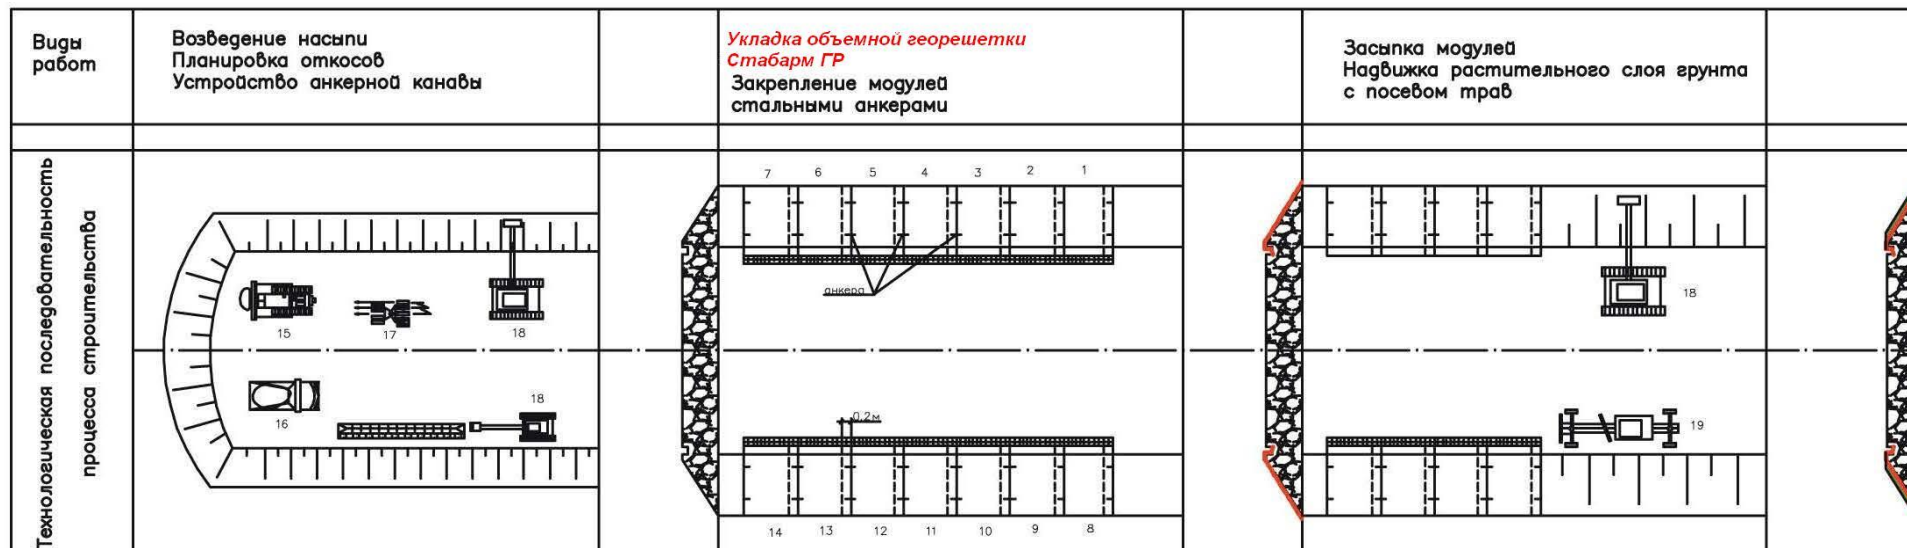 Виды
работ
Возведение насыпи
Планировка откосов
Устройство анкерной канавы
Укладка объемной георешетки
Стабарм ГР
Закрепление модулей
стальными анкерами
Засыпка модулей
Надвижка растительного слоя грунта
с посевом трав
Технологическая последовательность
процесса строительства
15
17
18
16
18
7 6 5 4 3 2 1
анкера
0,2м
14 13 12 11 10 9 8
18
19